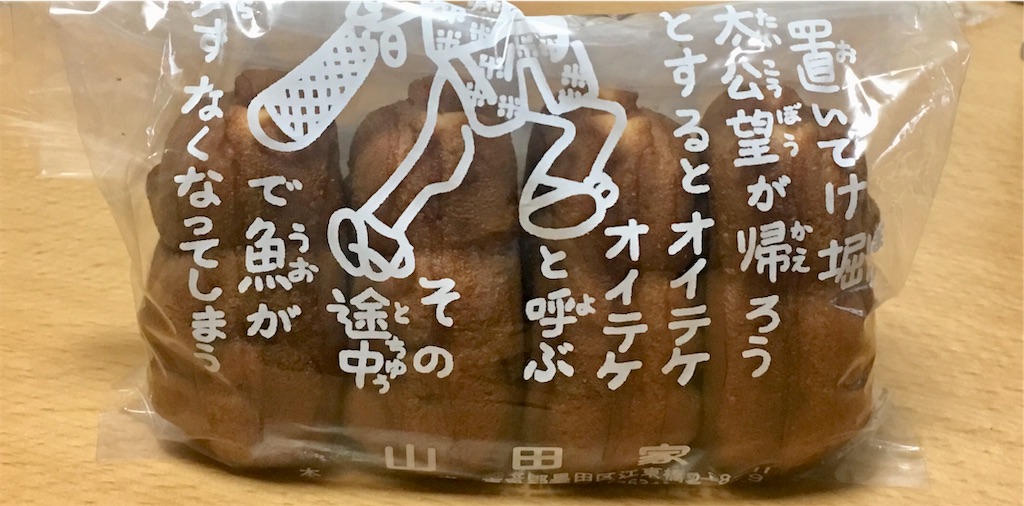 置いてけ堀
太公望が帰ろう
とするとオイテケ
オイテケ
と呼ぶ
その
途中
で魚が
すなくなってしまう
山田家